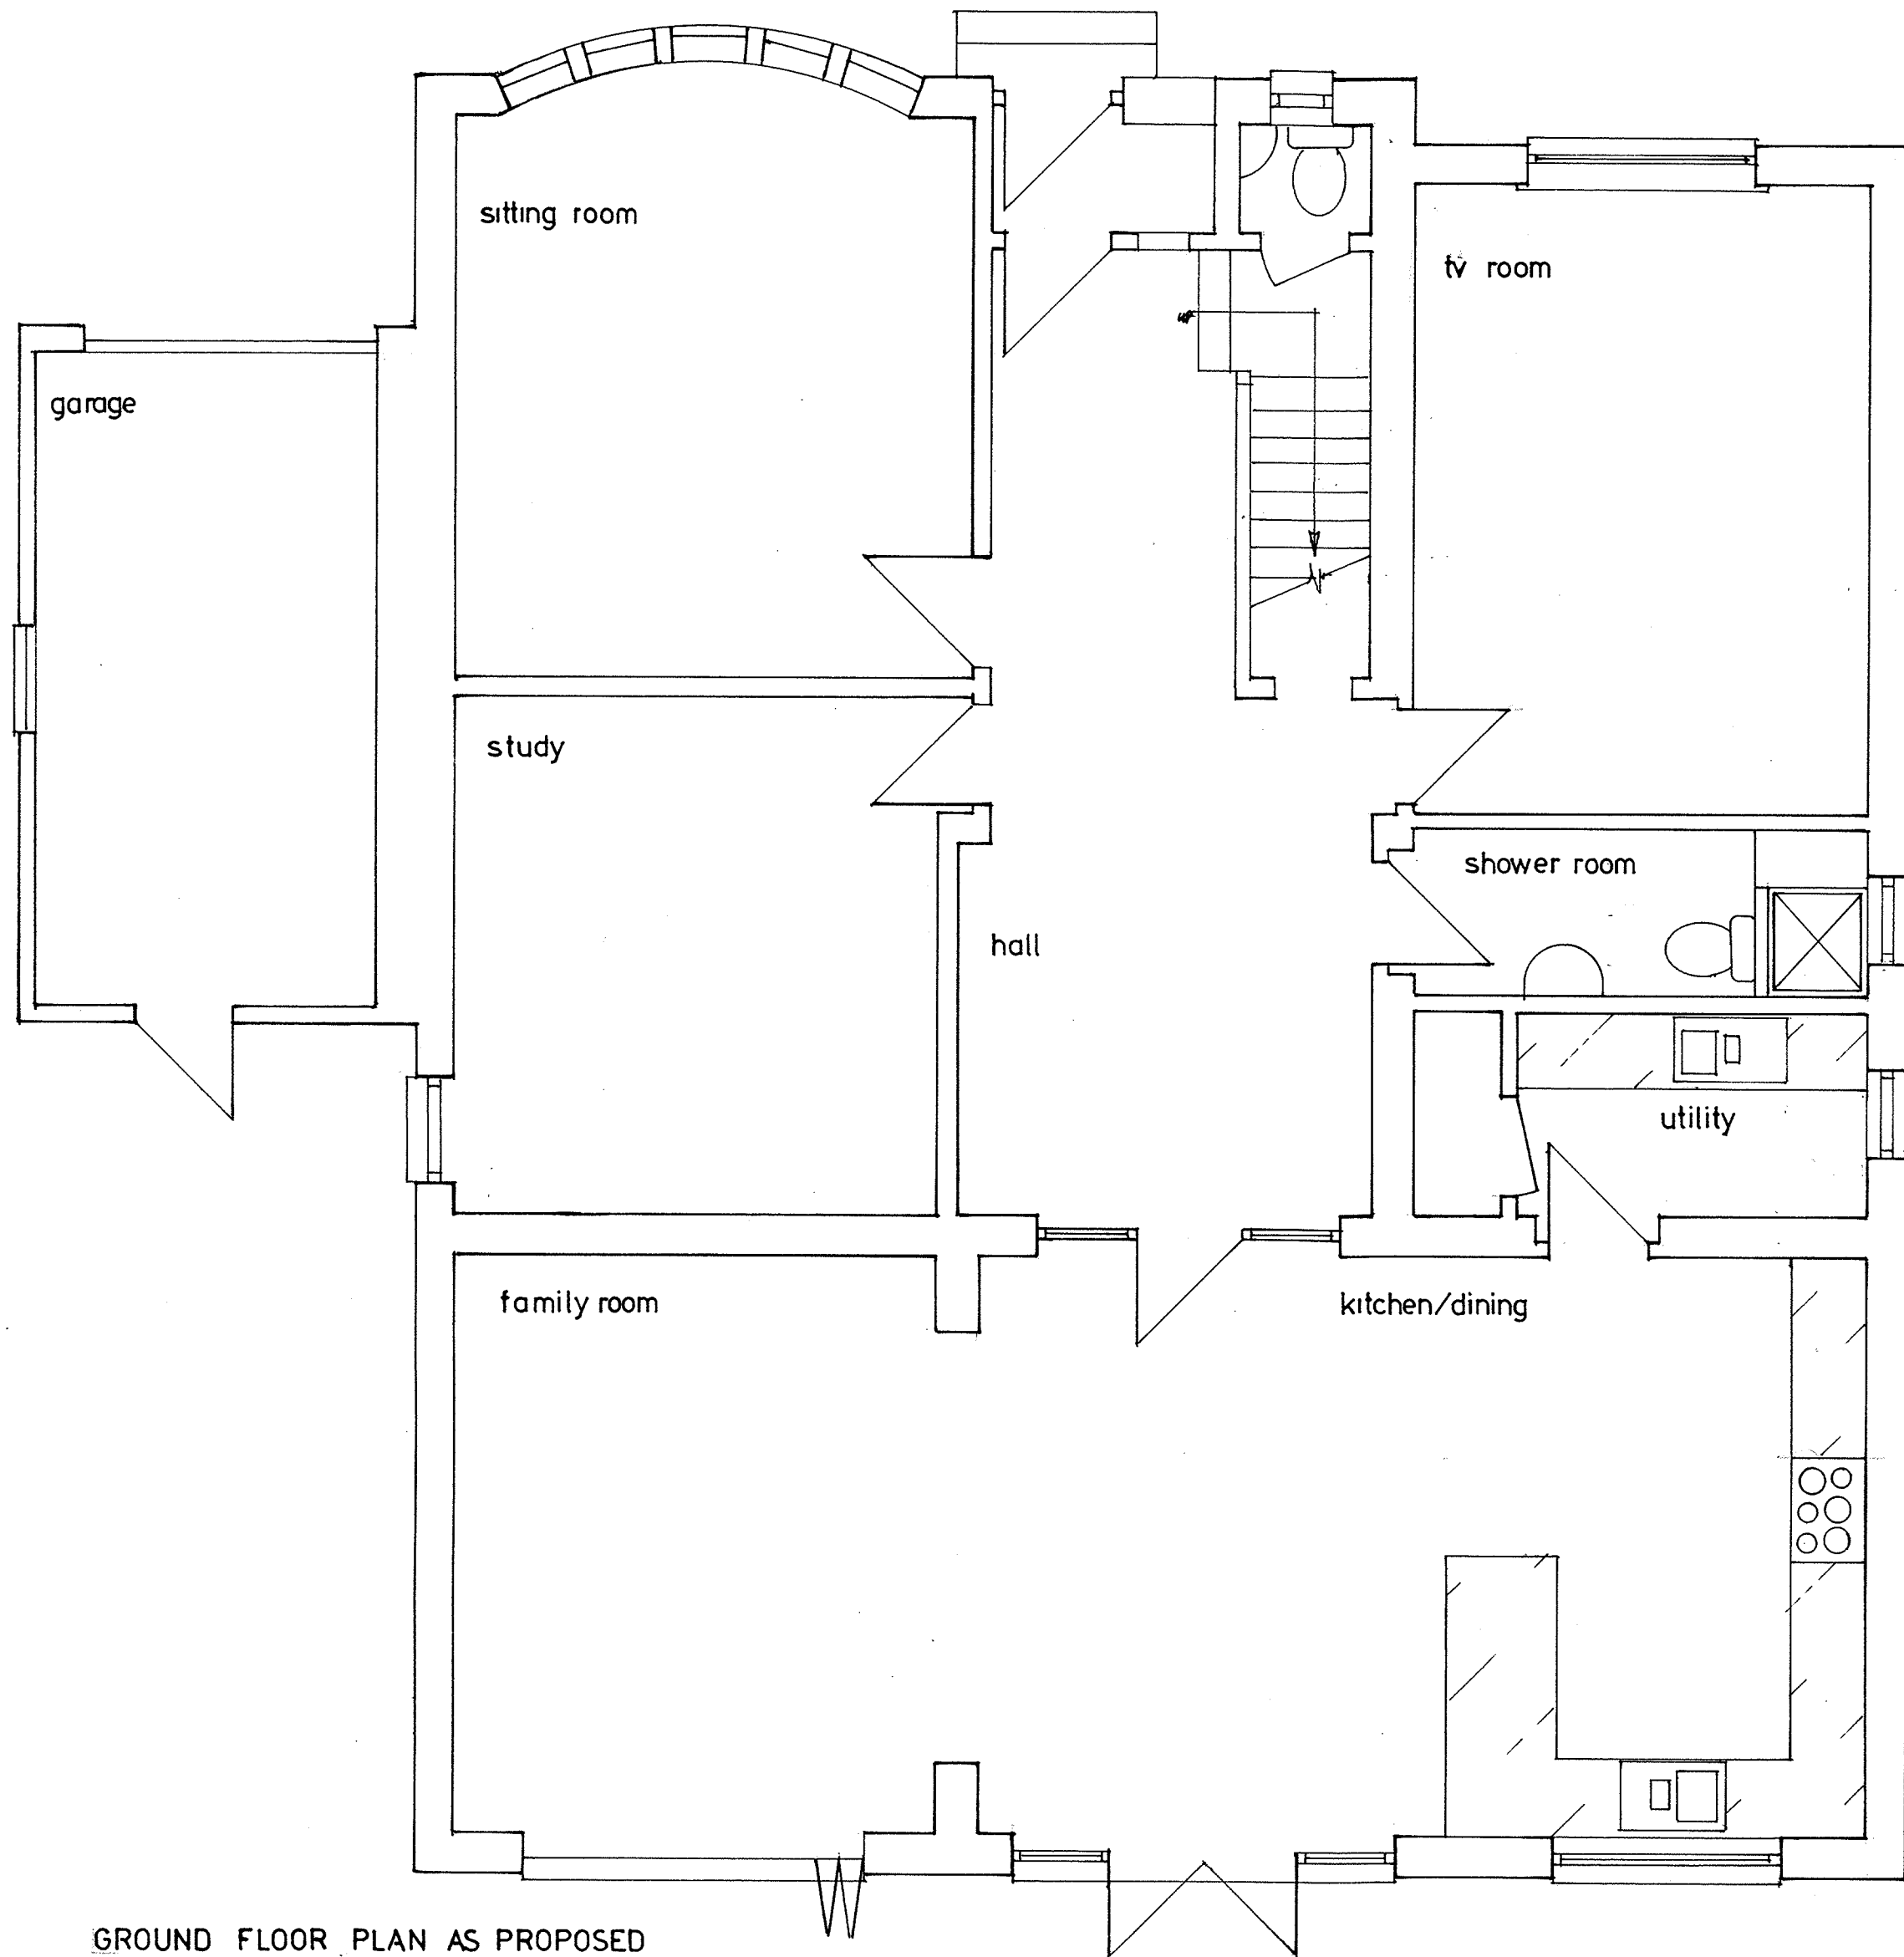 sitting room
tv room
up
garage
study
shower room
hall
utility
family room
kitchen/dining
GROUND FLOOR PLAN AS PROPOSED